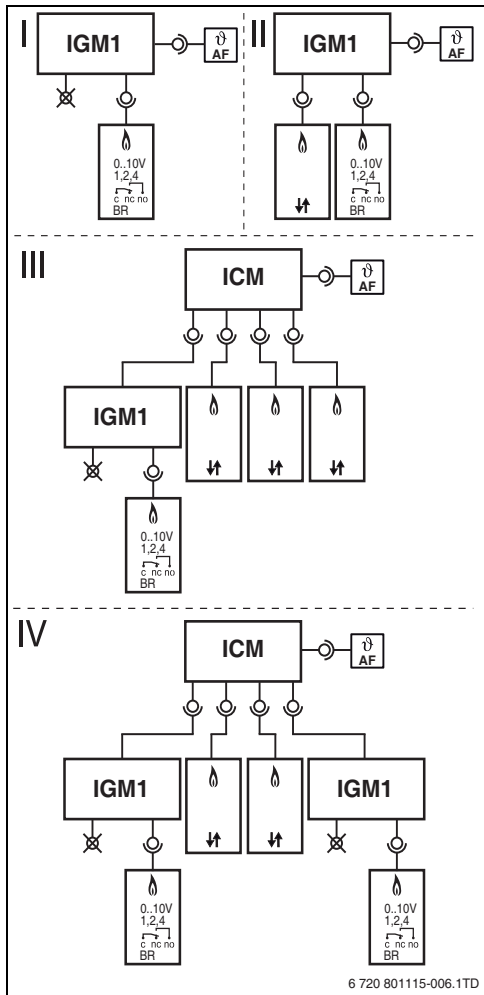 I
IGM1
ϑ
AF
0..10V
1,2,4
c nc no
BR
II
IGM1
ϑ
AF
0..10V
1,2,4
c nc no
BR
III
ICM
ϑ
AF
IGM1
0..10V
1,2,4
c nc no
BR
IV
ICM
ϑ
AF
IGM1
IGM1
0..10V
1,2,4
c nc no
BR
0..10V
1,2,4
c nc no
BR
6 720 801115-006.1TD